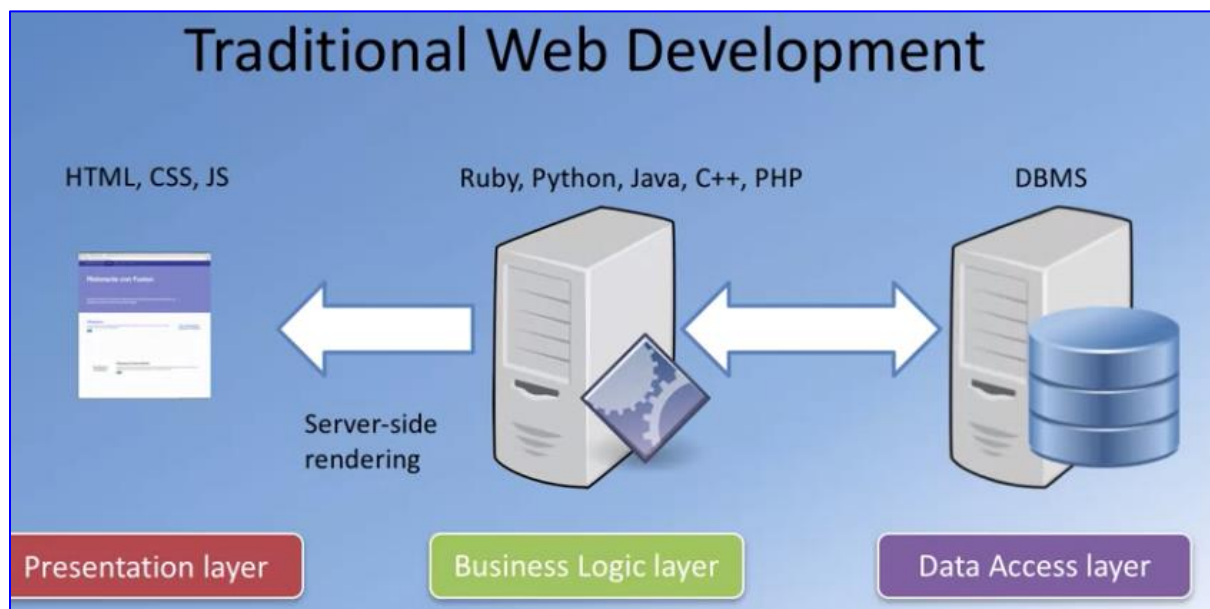 Traditional Web Development
HTML, CSS, JS
Ruby, Python, Java, C++, PHP
DBMS
Server-side
rendering
Presentation layer
Business Logic layer
Data Access layer